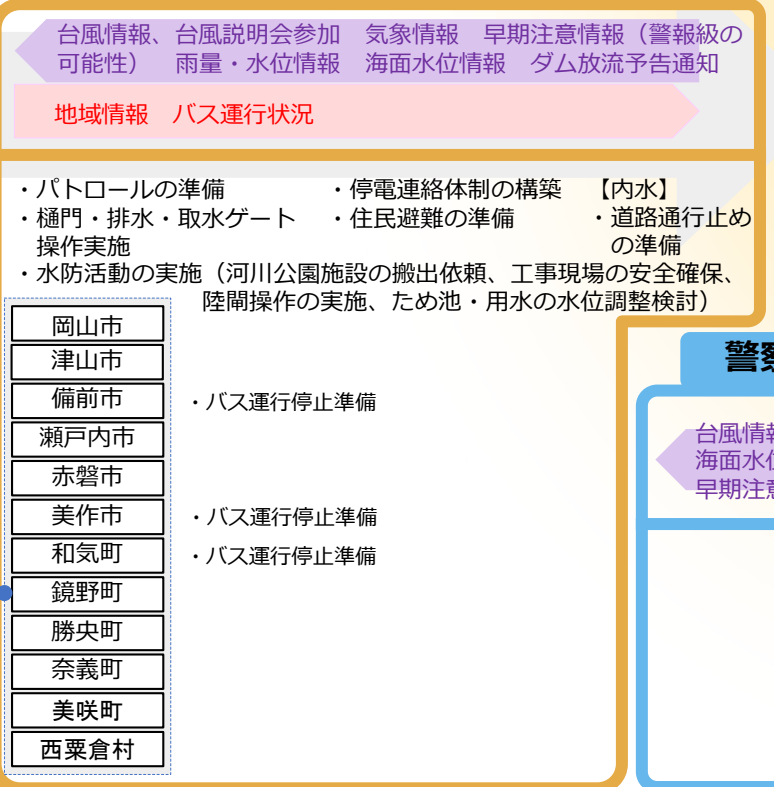 台風情報、台風説明会参加　気象情報　早期注意情報（警報級の
可能性）　雨量・水位情報　海面水位情報　ダム放流予告通知
地域情報　バス運行状況
・パトロールの準備
・樋門・排水・取水ゲート
操作実施
・停電連絡体制の構築
・住民避難の準備
【内水】
・道路通行止め
の準備
・水防活動の実施（河川公園施設の搬出依頼、工事現場の安全確保、
陸閘操作の実施、ため池・用水の水位調整検討）
岡山市
津山市
備前市　・バス運行停止準備
瀬戸内市
赤磐市
美作市　・バス運行停止準備
和気町　・バス運行停止準備
鏡野町
勝央町
奈義町
美咲町
西粟倉村
警察
台風情報
海面水位
早期注意